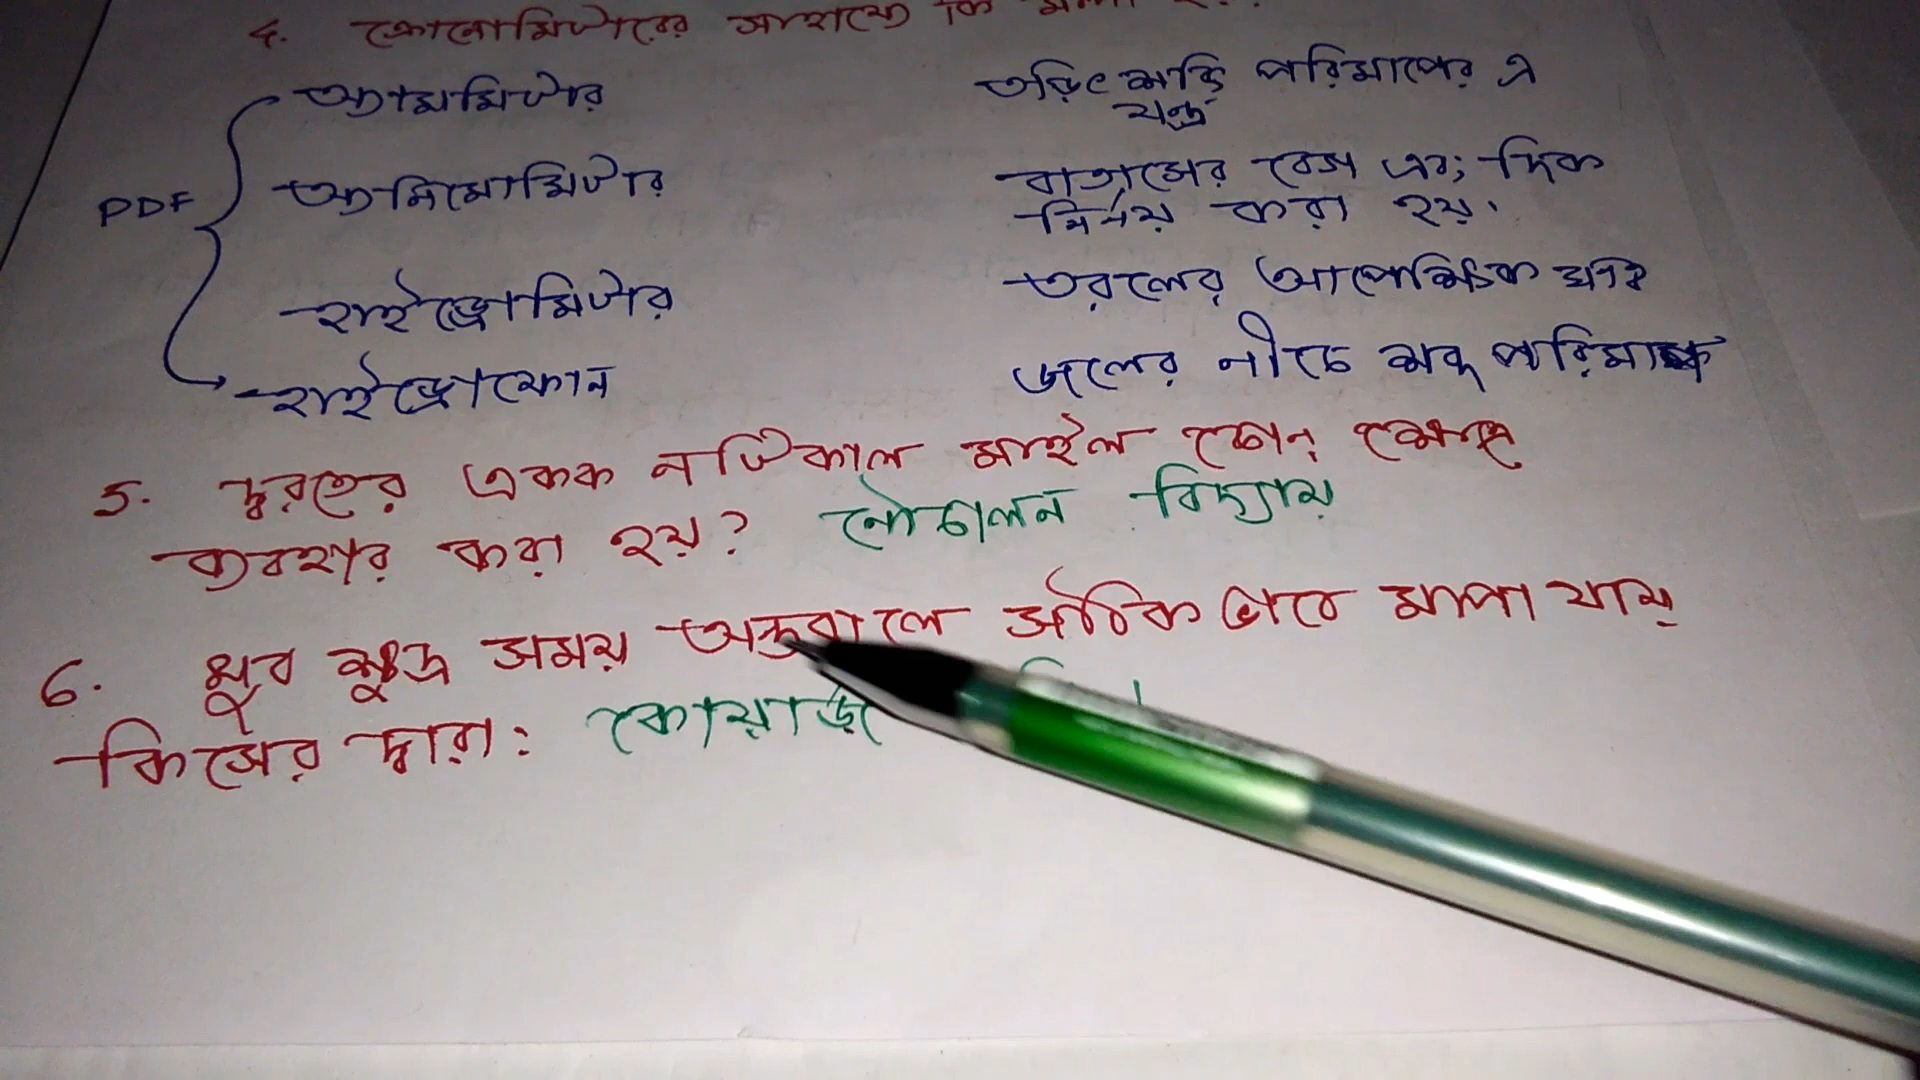 4. ক্রোনোমিটারের সাহায্যে কি
অ্যামমিটার তড়িৎ শক্তি পরিমাপের এ
যন্ত্র
PDF অ্যানিমোমিটার বাতাসের বেগ এবং দিক
নির্ণয় করা হয়।
হাইড্রোমিটার তরলের আপেক্ষিক
হাইড্রোফোন জলের নীচে শব্দ পরিমাপক
5. দূরত্বের একক নটিকাল মাইল কোন্ ক্ষেত্রে
ব্যবহার করা হয়? নৌচালন বিদ্যায়
6. খুব ক্ষুদ্র সময় অন্তরালে সঠিক ভাবে মাপা যায়
কিসের দ্বারা: কোয়ার্জ